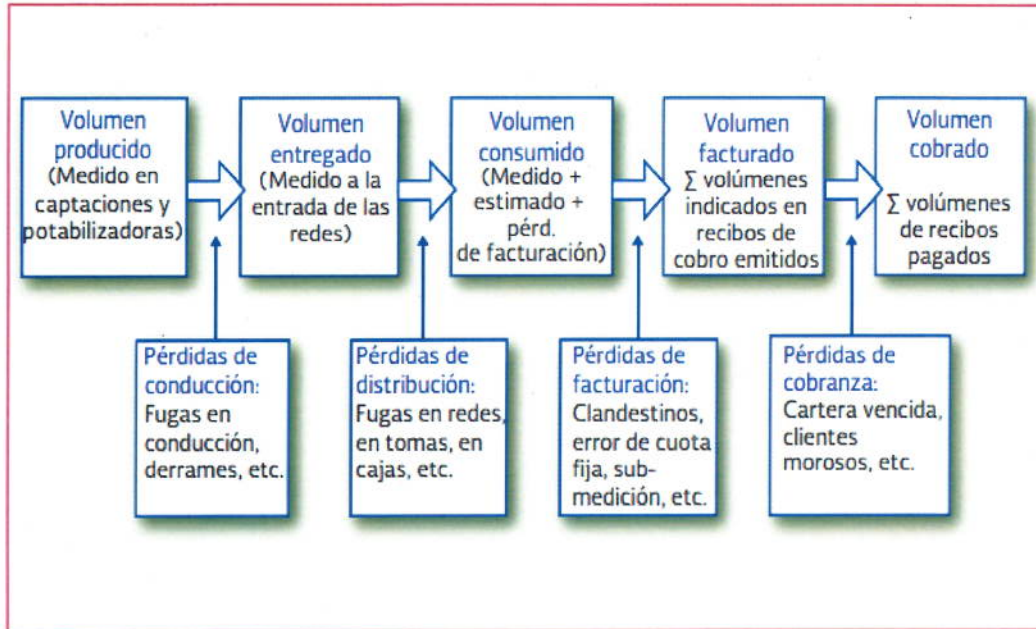 Volumen
producido
(Medido en
captaciones y
potabilizadoras)
Volumen
entregado
(Medido a la
entrada de las
redes)
Volumen
consumido
(Medido +
estimado +
pérd.
de facturación)
Volumen
facturado
∑ volúmenes
indicados en
recibos de
cobro emitidos
Volumen
cobrado
∑ volúmenes
de recibos
pagados
Pérdidas de
conducción:
Fugas en
conducción,
derrames, etc.
Pérdidas de
distribución:
Fugas en redes,
en tomas, en
cajas, etc.
Pérdidas de
facturación:
Clandestinos,
error de cuota
fija, sub-
medición, etc.
Pérdidas de
cobranza:
Cartera vencida,
clientes
morosos, etc.